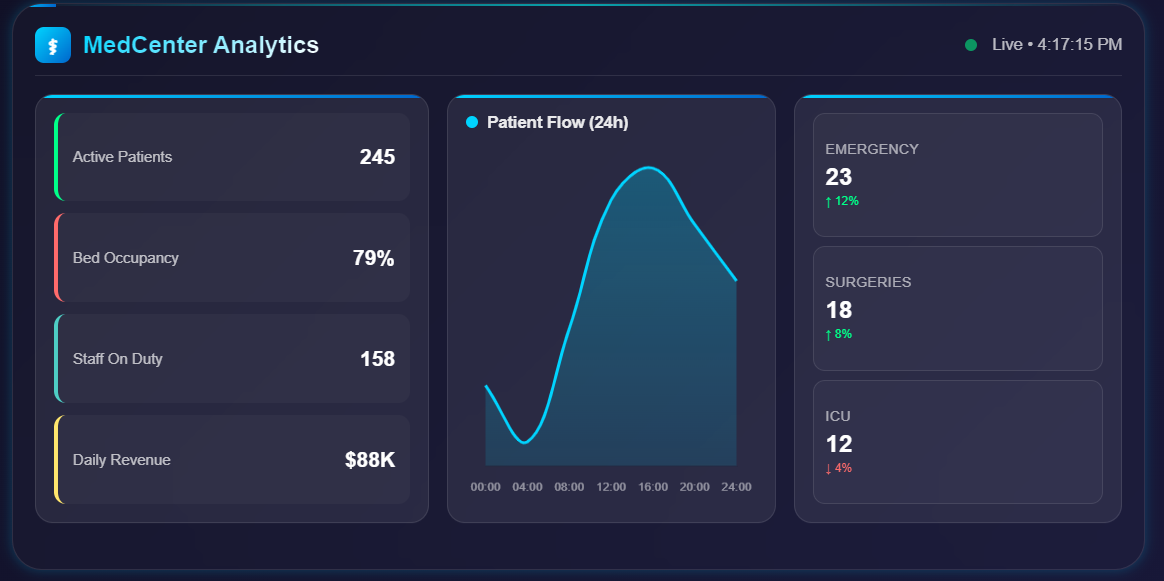 MedCenter Analytics
Live • 4:17:15 PM
Active Patients 245
Bed Occupancy 79%
Staff On Duty 158
Daily Revenue $88K
Patient Flow (24h)
00:00 04:00 08:00 12:00 16:00 20:00 24:00
EMERGENCY
23
↑ 12%
SURGERIES
18
↑ 8%
ICU
12
↓ 4%